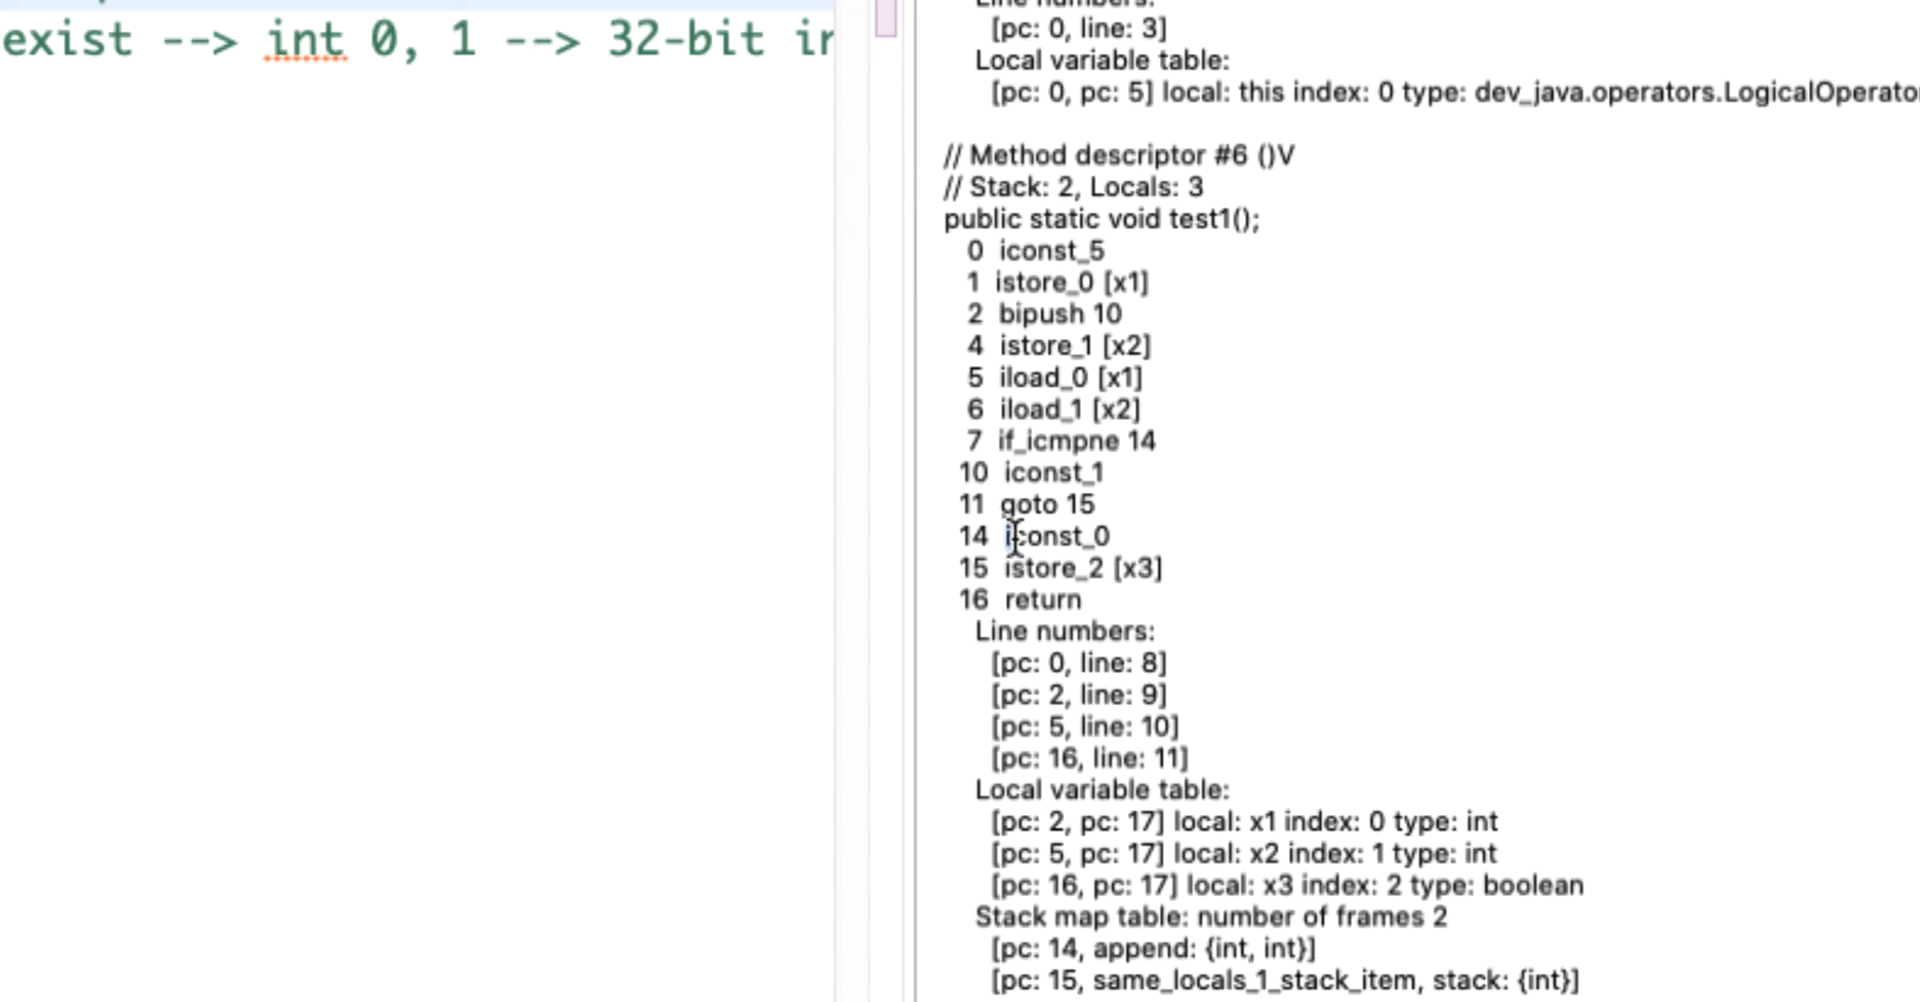 exist --> int 0, 1 --> 32-bit
Line numbers:
[pc: 0, line: 3]
Local variable table:
[pc: 0, pc: 5] local: this index: 0 type: dev_java.operators.LogicalOperato
// Method descriptor #6 ()V
// Stack: 2, Locals: 3
public static void test1();
0 iconst_5
1 istore_0 [x1]
2 bipush 10
4 istore_1 [x2]
5 iload_0 [x1]
6 iload_1 [x2]
7 if_icmpne 14
10 iconst_1
11 goto 15
14 iconst_0
15 istore_2 [x3]
16 return
Line numbers:
[pc: 0, line: 8]
[pc: 2, line: 9]
[pc: 5, line: 10]
[pc: 16, line: 11]
Local variable table:
[pc: 2, pc: 17] local: x1 index: 0 type: int
[pc: 5, pc: 17] local: x2 index: 1 type: int
[pc: 16, pc: 17] local: x3 index: 2 type: boolean
Stack map table: number of frames 2
[pc: 14, append: {int, int}]
[pc: 15, same_locals_1_stack_item, stack: {int}]